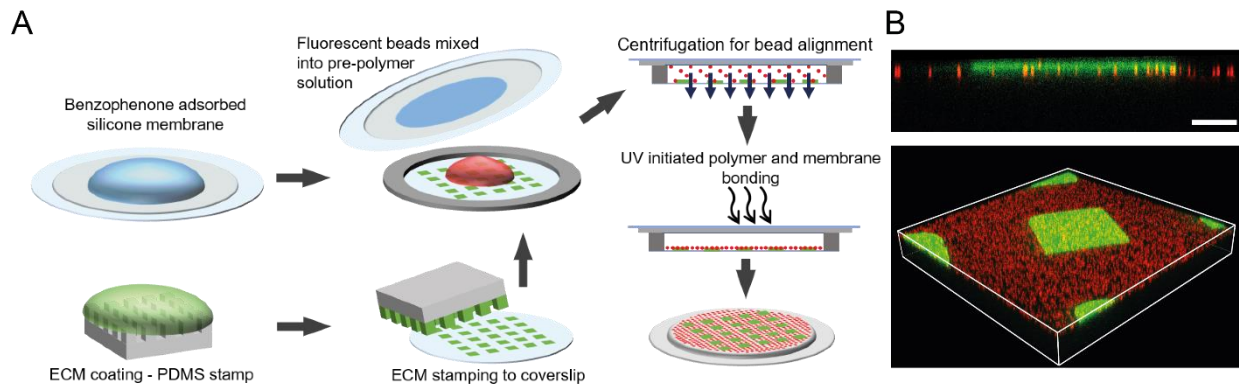 A
Benzophenone adsorbed
silicone membrane
Fluorescent beads mixed
into pre-polymer
solution
Centrifugation for bead alignment
UV initiated polymer and membrane
bonding
ECM coating - PDMS stamp
ECM stamping to coverslip
B